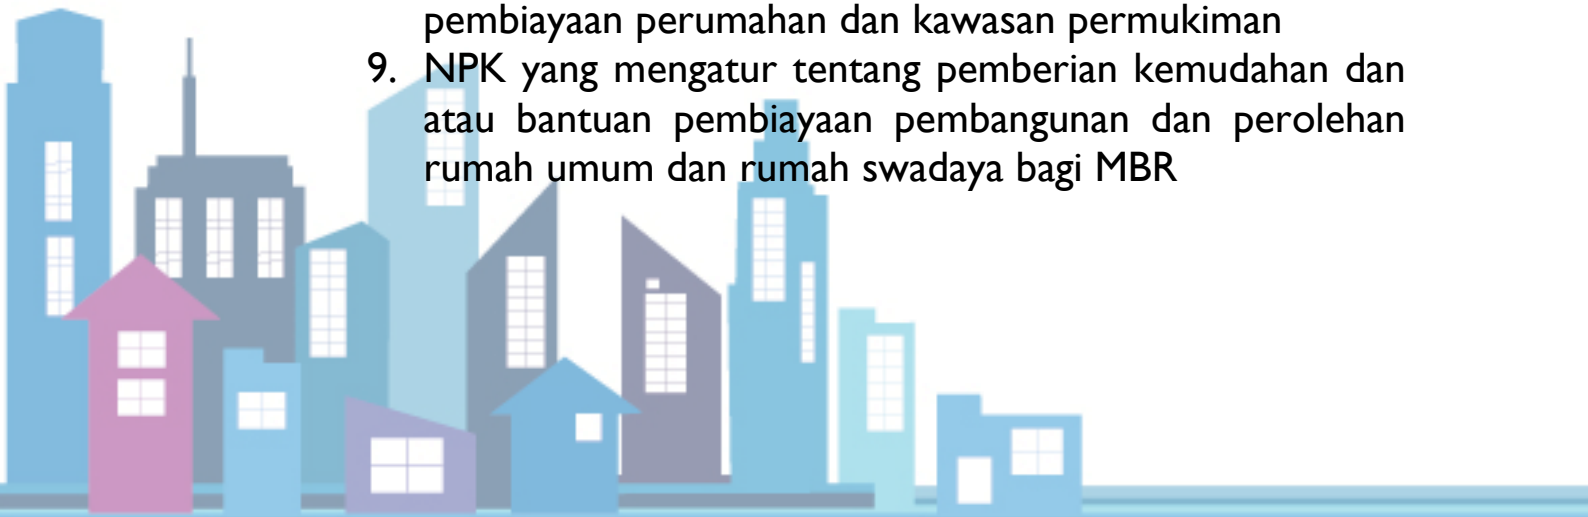 pembiayaan perumahan dan kawasan permukiman
9. NPK yang mengatur tentang pemberian kemudahan dan
atau bantuan pembiayaan pembangunan dan perolehan
rumah umum dan rumah swadaya bagi MBR